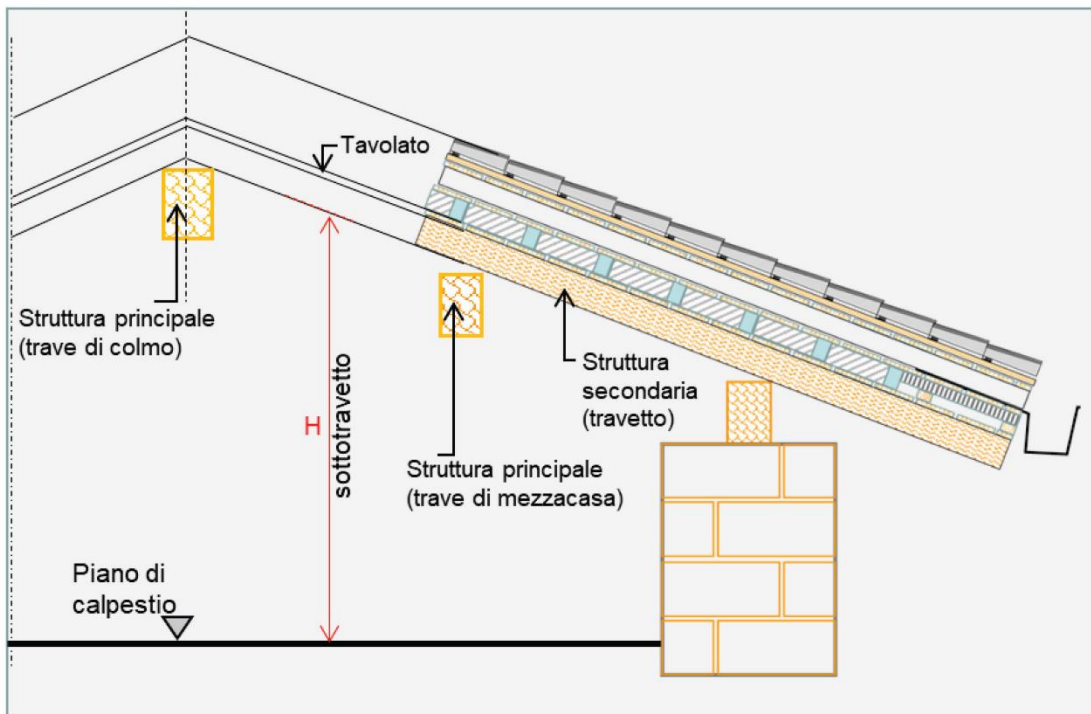 Tavolato
Struttura principale
(trave di colmo)
Struttura
secondaria
(travetto)
H
sottotravetto
Struttura principale
(trave di mezzacasa)
Piano di
calpestio